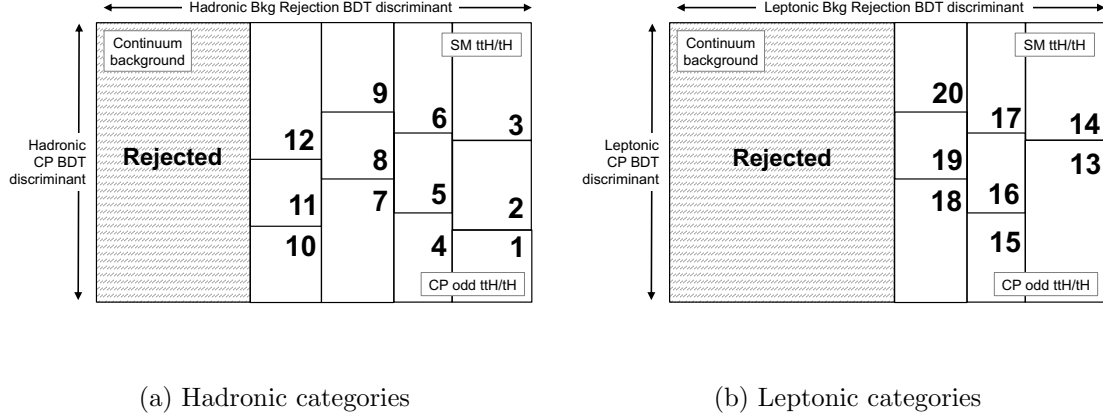 Hadronic Bkg Rejection BDT discriminant
Continuum
background
SM ttH/tH
Hadronic
CP BDT
discriminant
Rejected
12
11
10
9
8
7
6
5
4
3
2
1
CP odd ttH/tH
(a) Hadronic categories
Leptonic Bkg Rejection BDT discriminant
Continuum
background
SM ttH/tH
Leptonic
CP BDT
discriminant
Rejected
20
19
18
17
16
15
14
13
CP odd ttH/tH
(b) Leptonic categories